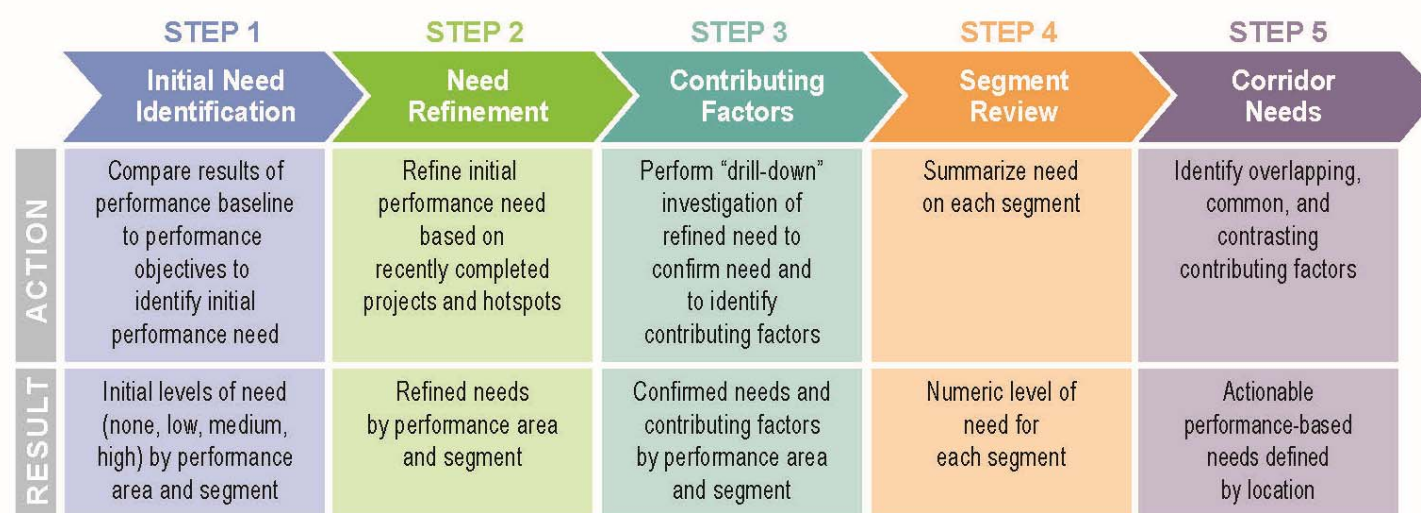 STEP 1
STEP 2
STEP 3
STEP 4
STEP 5
Initial Need
Identification
Need
Refinement
Contributing
Factors
Segment
Review
Corridor
Needs
ACTION
Compare results of
performance baseline
to performance
objectives to
identify initial
performance need
Refine initial
performance need
based on
recently completed
projects and hotspots
Perform “drill-down”
investigation of
refined need to
confirm need and
to identify
contributing factors
Summarize need
on each segment
Identify overlapping,
common, and
contrasting
contributing factors
RESULT
Initial levels of need
(none, low, medium,
high) by performance
area and segment
Refined needs
by performance area
and segment
Confirmed needs and
contributing factors
by performance area
and segment
Numeric level of
need for
each segment
Actionable
performance-based
needs defined
by location